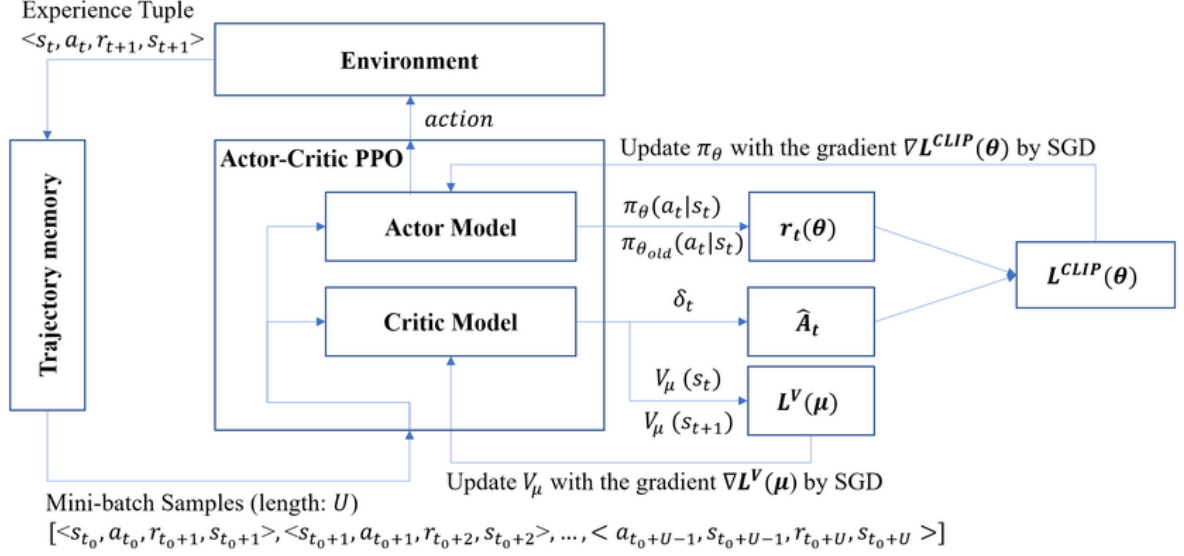 Experience Tuple
<s_t, a_t, r_{t+1}, s_{t+1}>
Environment
action
Actor-Critic PPO
Update π_θ with the gradient ∇L^{CLIP}(θ) by SGD
Trajectory memory
Actor Model
π_θ(a_t|s_t)
π_{θ_{old}}(a_t|s_t)
r_t(θ)
L^{CLIP}(θ)
Critic Model
δ_t
Â_t
V_μ (s_t)
V_μ (s_{t+1})
L^V(μ)
Update V_μ with the gradient ∇L^V(μ) by SGD
Mini-batch Samples (length: U)
[<s_{t_0}, a_{t_0}, r_{t_0+1}, s_{t_0+1}>, <s_{t_0+1}, a_{t_0+1}, r_{t_0+2}, s_{t_0+2}>, ..., < a_{t_0+U-1}, s_{t_0+U-1}, r_{t_0+U}, s_{t_0+U} >]